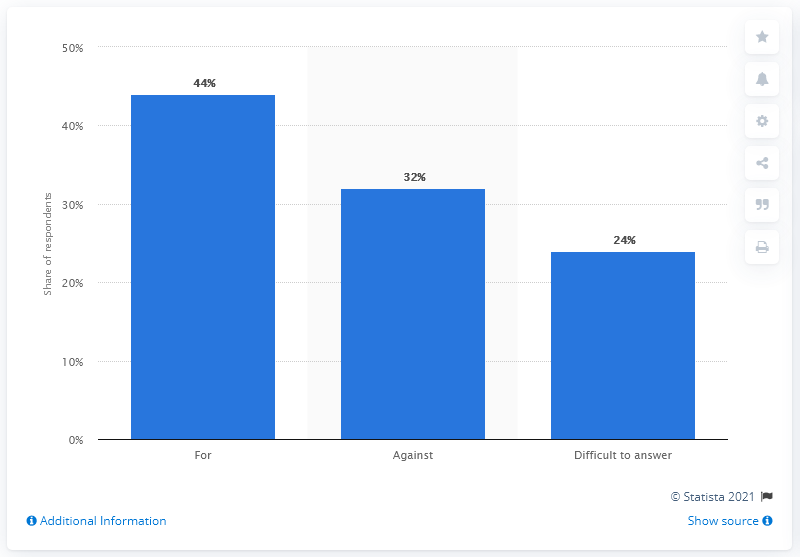 50%
44%
40%
32%
30%
24%
20%
10%
0%
Share of respondents
For
Against
Difficult to answer
© Statista 2021
Additional Information
Show source